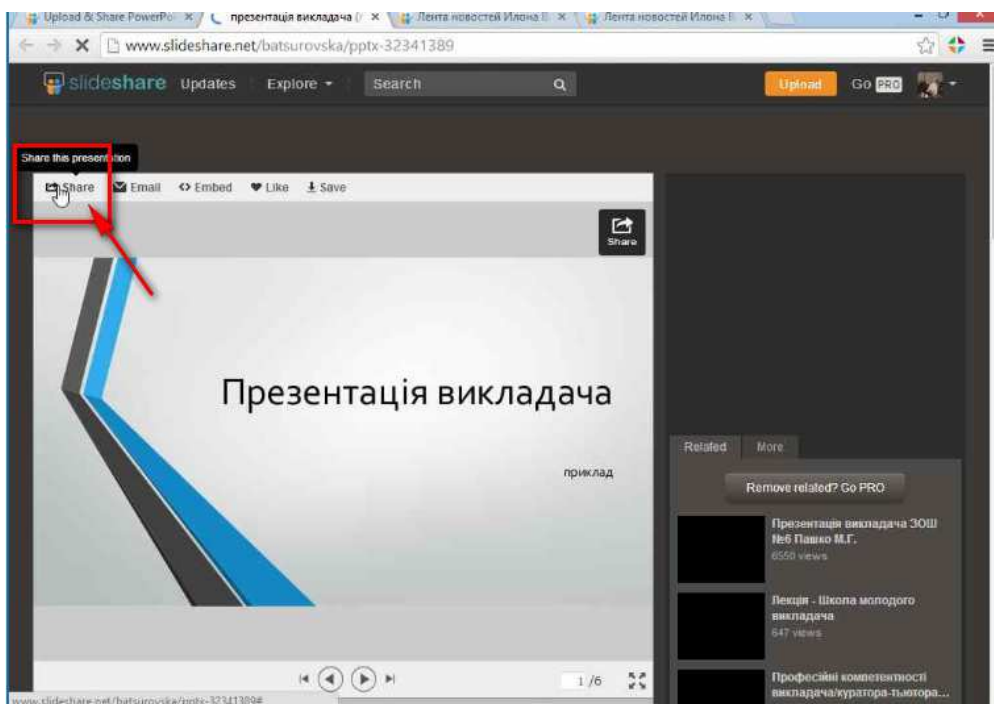 Upload & Share PowerPo
презентація викладача (
Лента новостей Илона
Лента новостей Илона
www.slideshare.net/batsurovska/pptx-32341389
slideshare Updates Explore Search Upload Go PRO
Share this presentation
Share Email Embed Like Save
Share
Презентація викладача
приклад
Related More
Remove related? Go PRO
Презентація викладача ЗОШ
№6 Пашко М.Г.
6550 views
Лекція - Школа молодого
викладача
647 views
Професійні компетентності
викладача/куратора-тьютора...
1 /6
www.slideshare.net/batsurovska/pptx-32341389#